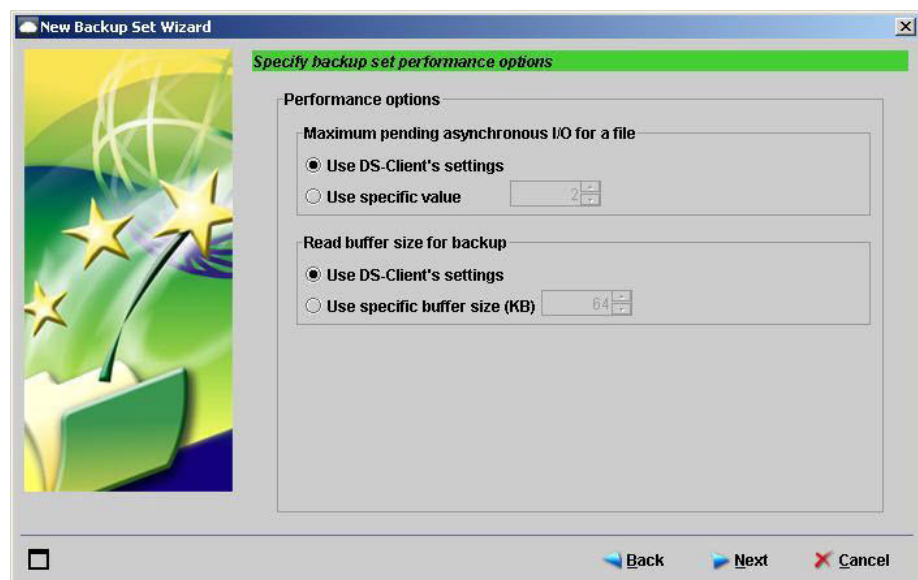 New Backup Set Wizard
Specify backup set performance options
Performance options
Maximum pending asynchronous I/O for a file
Use DS-Client's settings
Use specific value 2
Read buffer size for backup
Use DS-Client's settings
Use specific buffer size (KB) 64
Back Next Cancel